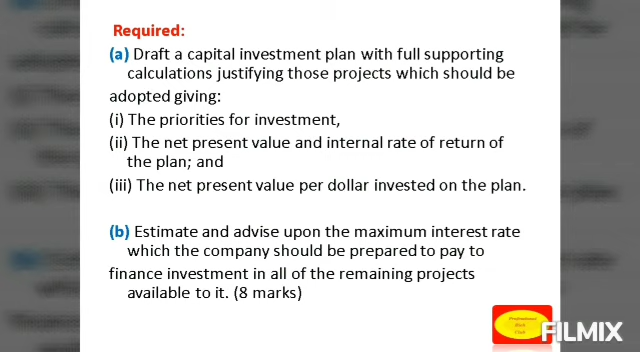 Required:
(a) Draft a capital investment plan with full supporting
calculations justifying those projects which should be
adopted giving:
(i) The priorities for investment,
(ii) The net present value and internal rate of return of
the plan; and
(iii) The net present value per dollar invested on the plan.
(b) Estimate and advise upon the maximum interest rate
which the company should be prepared to pay to
finance investment in all of the remaining projects
available to it. (8 marks)
FILMIX